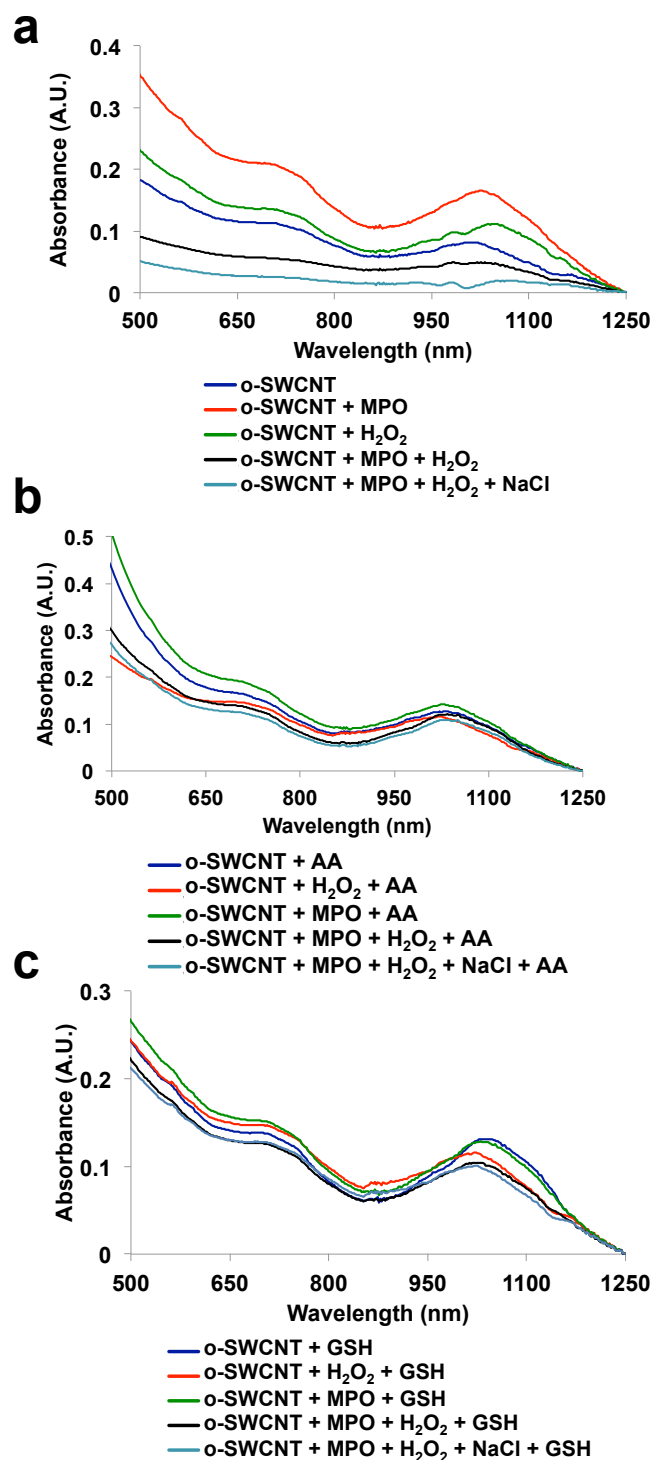 a
Absorbance (A.U.)
0.4
0.3
0.2
0.1
0
500 650 800 950 1100 1250
Wavelength (nm)
o-SWCNT
o-SWCNT + MPO
o-SWCNT + H₂O₂
o-SWCNT + MPO + H₂O₂
o-SWCNT + MPO + H₂O₂ + NaCl
b
Absorbance (A.U.)
0.5
0.4
0.3
0.2
0.1
0
500 650 800 950 1100 1250
Wavelength (nm)
o-SWCNT + AA
o-SWCNT + H₂O₂ + AA
o-SWCNT + MPO + AA
o-SWCNT + MPO + H₂O₂ + AA
o-SWCNT + MPO + H₂O₂ + NaCl + AA
c
Absorbance (A.U.)
0.3
0.2
0.1
0
500 650 800 950 1100 1250
Wavelength (nm)
o-SWCNT + GSH
o-SWCNT + H₂O₂ + GSH
o-SWCNT + MPO + GSH
o-SWCNT + MPO + H₂O₂ + GSH
o-SWCNT + MPO + H₂O₂ + NaCl + GSH